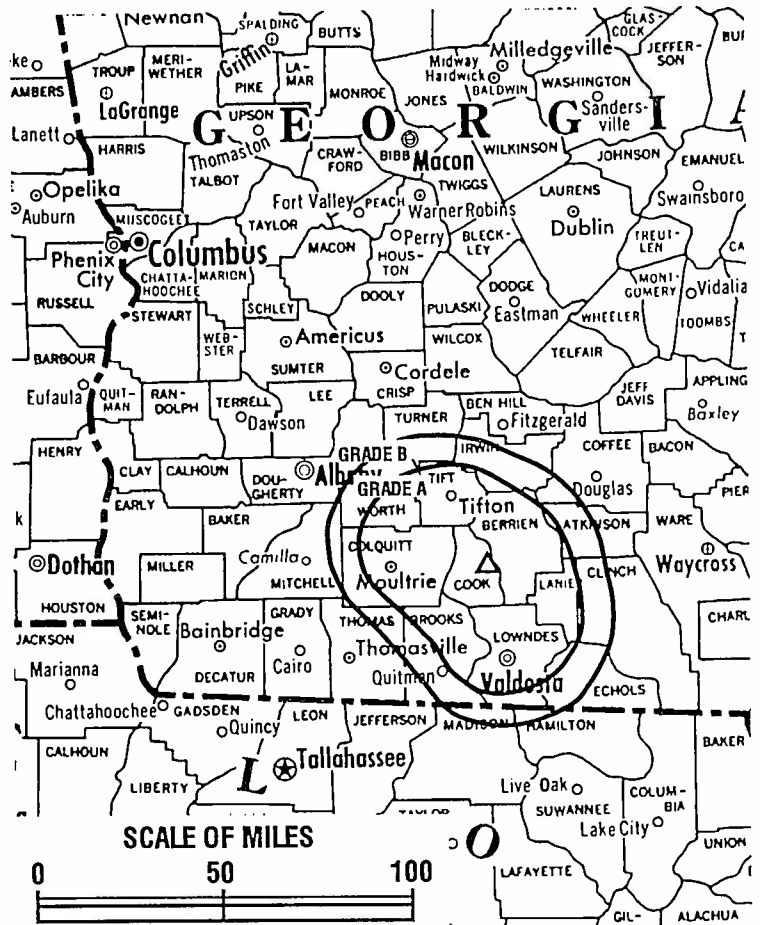 Newnan
SPALDING
BUTTS
GLAS-
COCK
JEFFER-
SON
Griffin
Milledgeville
Midway
Hardwick
BALDWIN
TROUP
MERI-
WETHER
PIKE
LA-
MAR
MONROE
JONES
WASHINGTON
Sanders-
ville
AMBERS
LaGrange
UPSON
GEORGI
Lanett
HARRIS
Thomaston
TALBOT
CRAW-
FORD
BIBB
Macon
WILKINSON
JOHNSON
EMANUEL
TWIGGS
LAURENS
Swainsboro
Opelika
Auburn
MUSCOGEE
Fort Valley
PEACH
Warner Robins
Dublin
TREUT-
LEN
Phenix
City
Columbus
TAYLOR
MACON
Perry
HOUS-
TON
BLECK-
LEY
CHATTA-
HOOCHEE
MARION
DODGE
Eastman
MONT-
GOMERY
Vidalia
RUSSELL
STEWART
SCHLEY
DOOLY
PULASKI
WHEELER
TOOMBS
WEB-
STER
Americus
WILCOX
TELFAIR
BARBOUR
SUMTER
Cordele
CRISP
Eufaula
QUIT-
MAN
RAN-
DOLPH
TERRELL
LEE
Dawson
TURNER
BEN HILL
Fitzgerald
JEFF
DAVIS
APPLING
Baxley
HENRY
CLAY
CALHOUN
DOU-
GHERTY
Albany
GRADE B
IRWIN
COFFEE
BACON
GRADE A
TIFT
Tifton
Douglas
PIER
EARLY
BAKER
WORTH
BERRIEN
ATKINSON
WARE
Dothan
MILLER
Camilla
MITCHELL
COLQUITT
Moultrie
COOK
LANIE
CLINCH
Waycross
HOUSTON
SEMI-
NOLE
GRADY
THOMAS
BROOKS
LOWNDES
CHARL
JACKSON
Marianna
Bainbridge
DECATUR
Cairo
Thomasville
Quitman
Valdosta
ECHOLS
Chattahoochee
GADSDEN
Quincy
LEON
JEFFERSON
MADISON
HAMILTON
BAKER
CALHOUN
LIBERTY
L
Tallahassee
Live Oak
SUWANNEE
COLUM-
BIA
Lake City
TAYLOR
O
UNION
LAFAYETTE
GIL-
ALACHUA
SCALE OF MILES
0 50 100